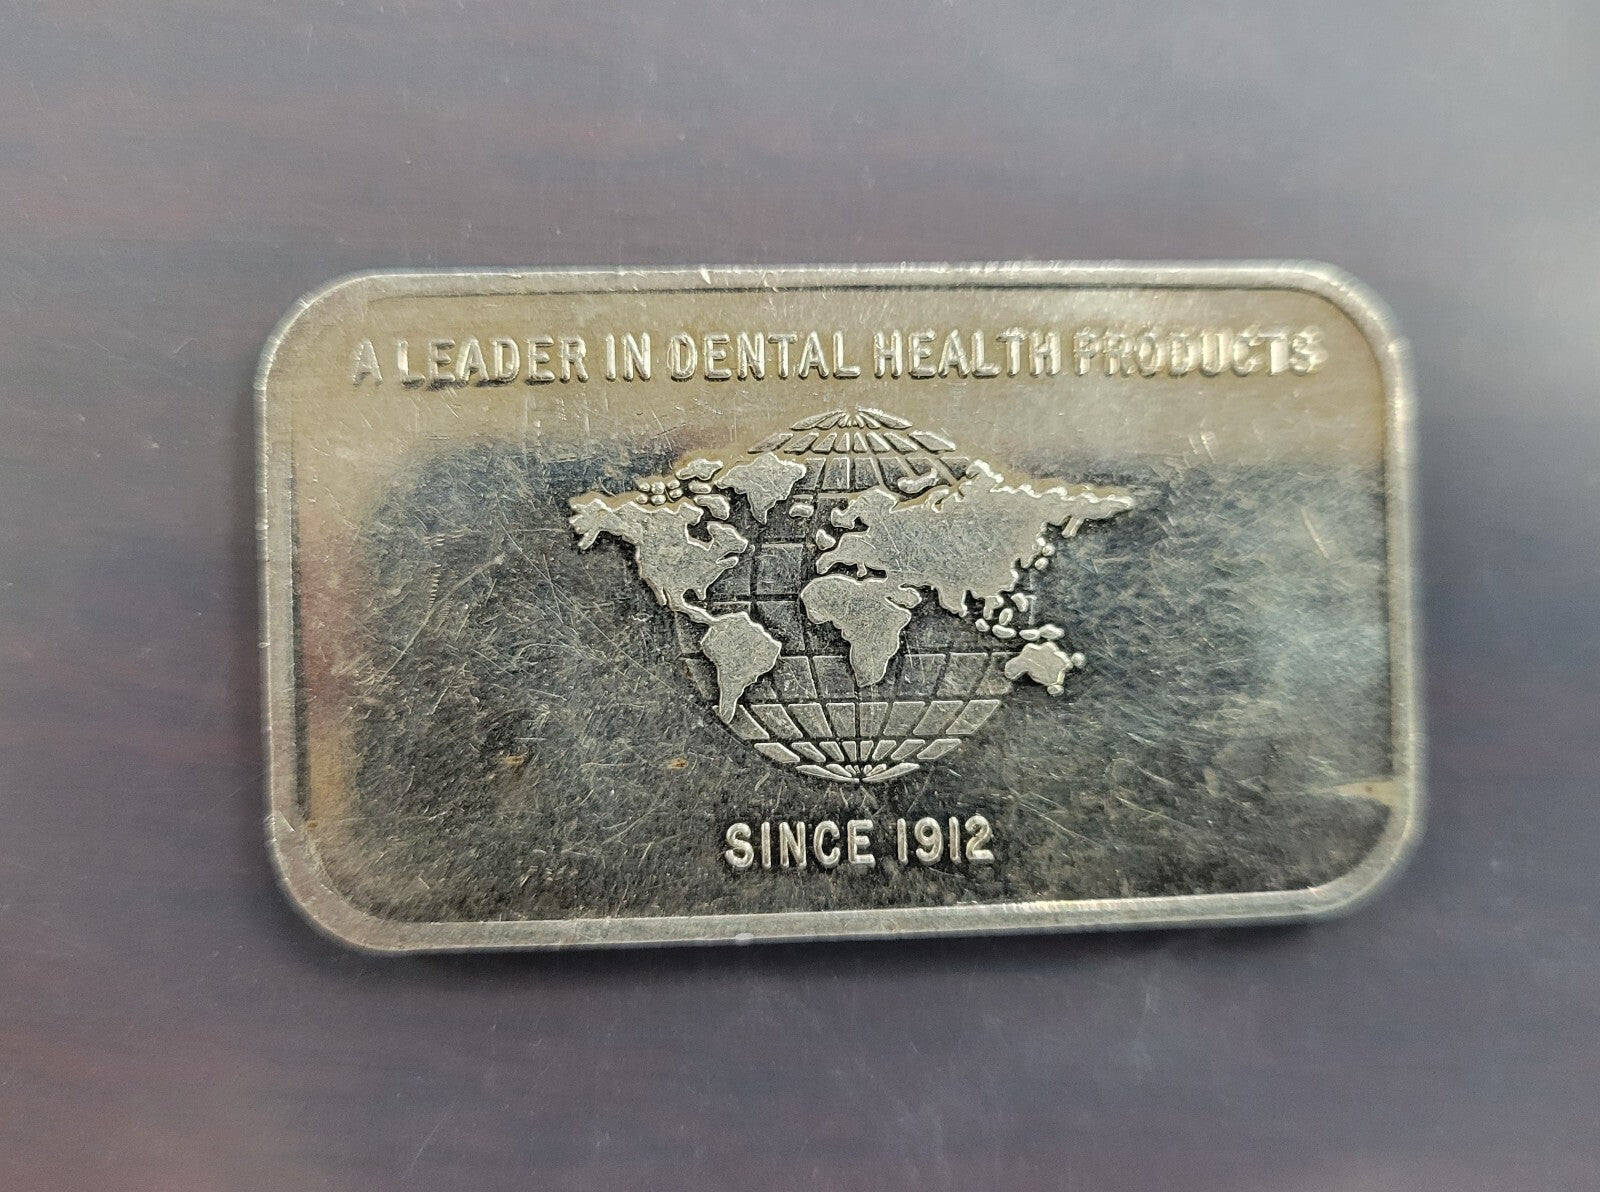 A LEADER IN DENTAL HEALTH PRODUCTS
SINCE 1912